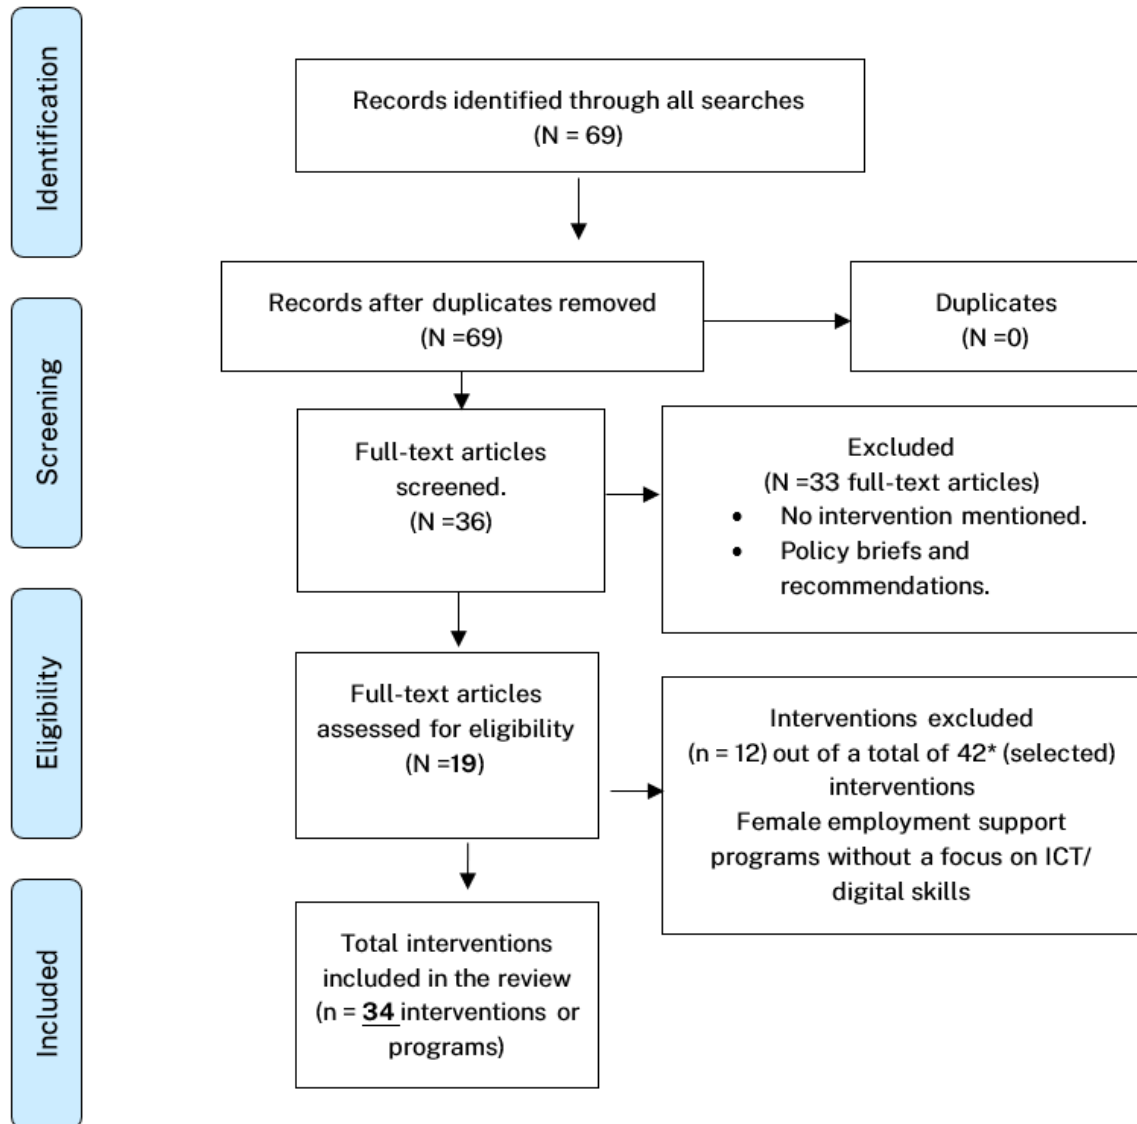 Identification
Records identified through all searches
(N = 69)
Screening
Records after duplicates removed
(N =69)
Duplicates
(N =0)
Full-text articles
screened.
(N =36)
Excluded
(N =33 full-text articles)
• No intervention mentioned.
• Policy briefs and
recommendations.
Eligibility
Full-text articles
assessed for eligibility
(N =19)
Interventions excluded
(n = 12) out of a total of 42* (selected)
interventions
Female employment support
programs without a focus on ICT/
digital skills
Included
Total interventions
included in the review
(n = 34 interventions or
programs)